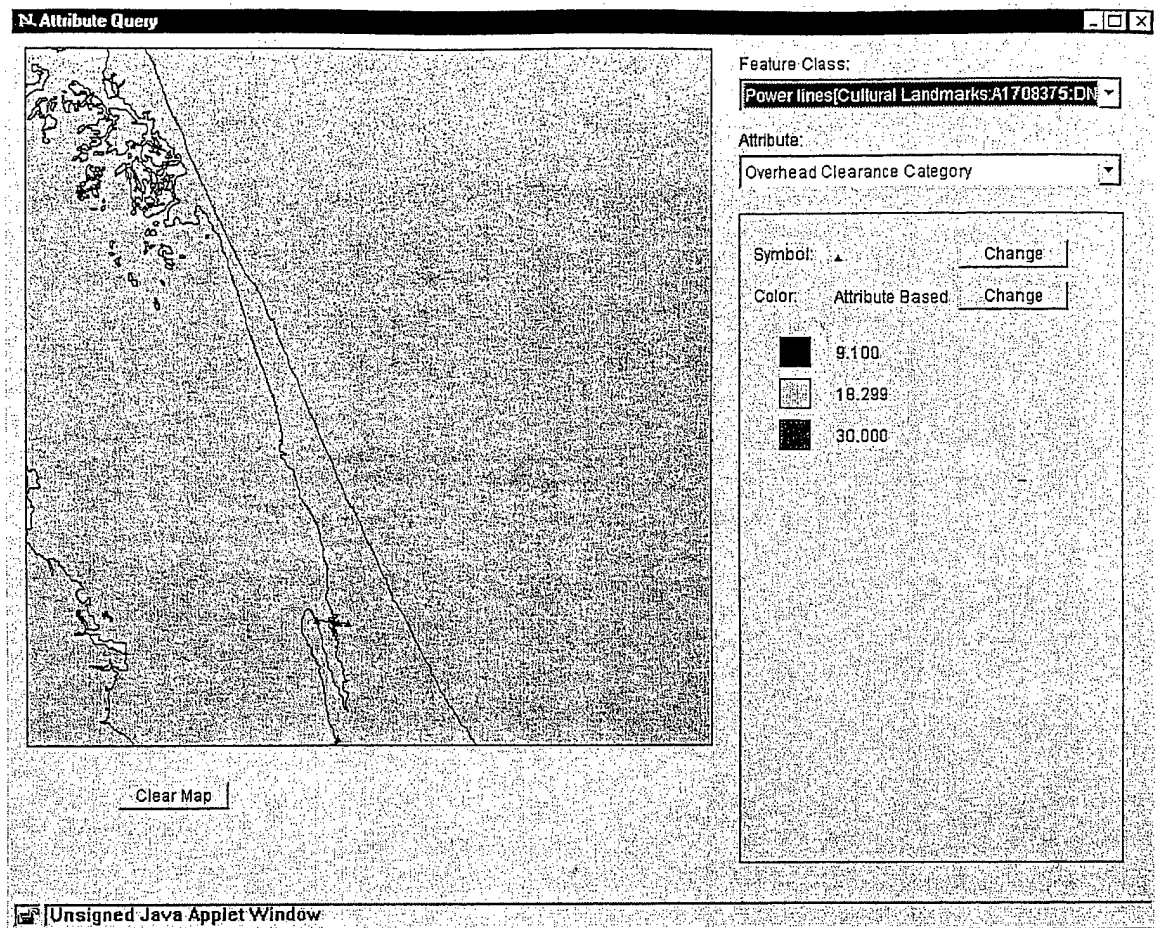 Attribute Query
Feature Class:
Power lines[Cultural Landmarks:A1708375:DN
Attribute:
Overhead Clearance Category
Symbol:
Change
Color:
Attribute Based
Change
9.100
18.299
30.000
Clear Map
Unsigned Java Applet Window